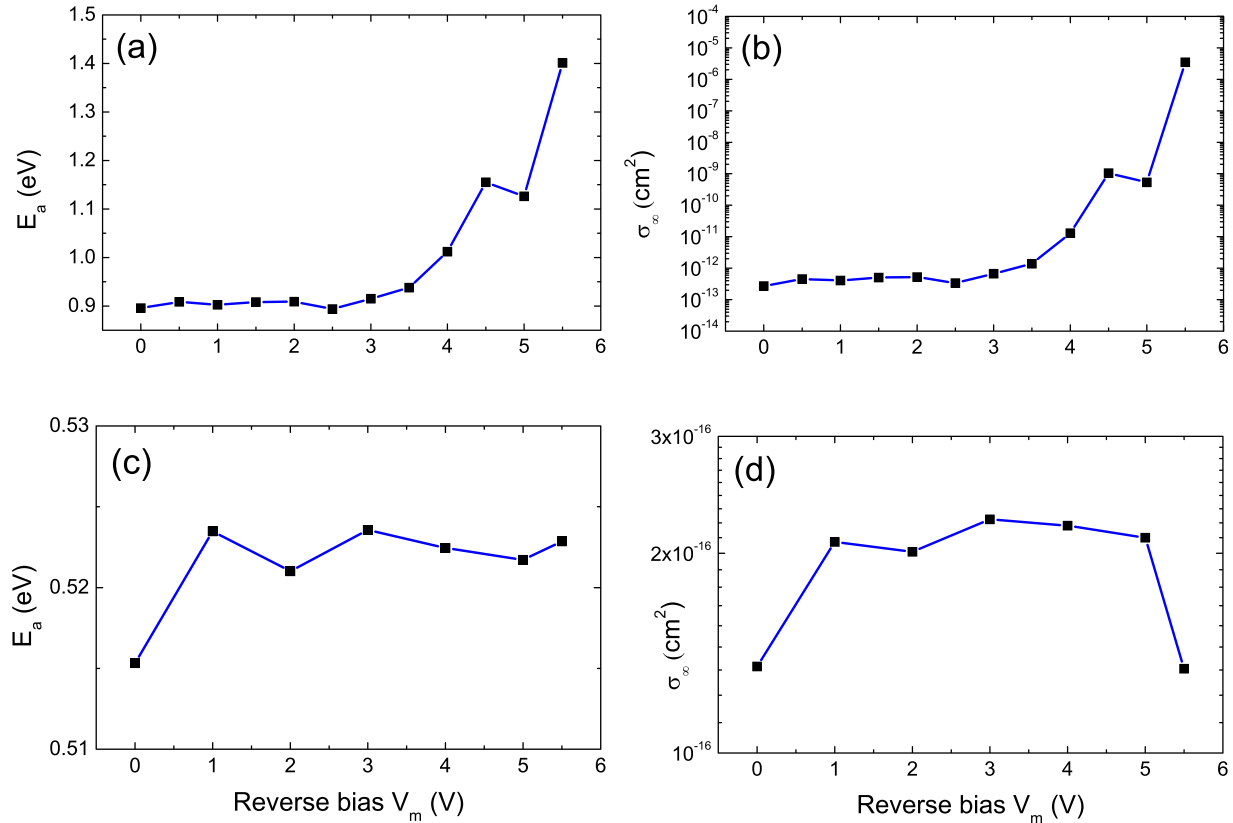 (a)
1.5
1.4
1.3
1.2
1.1
1.0
0.9
E_a (eV)
0 1 2 3 4 5 6
(b)
10^-4
10^-5
10^-6
10^-7
10^-8
10^-9
10^-10
10^-11
10^-12
10^-13
10^-14
σ_∞ (cm^2)
0 1 2 3 4 5 6
(c)
0.53
0.52
0.51
E_a (eV)
0 1 2 3 4 5 6
Reverse bias V_m (V)
(d)
3x10^-16
2x10^-16
10^-16
σ_∞ (cm^2)
0 1 2 3 4 5 6
Reverse bias V_m (V)